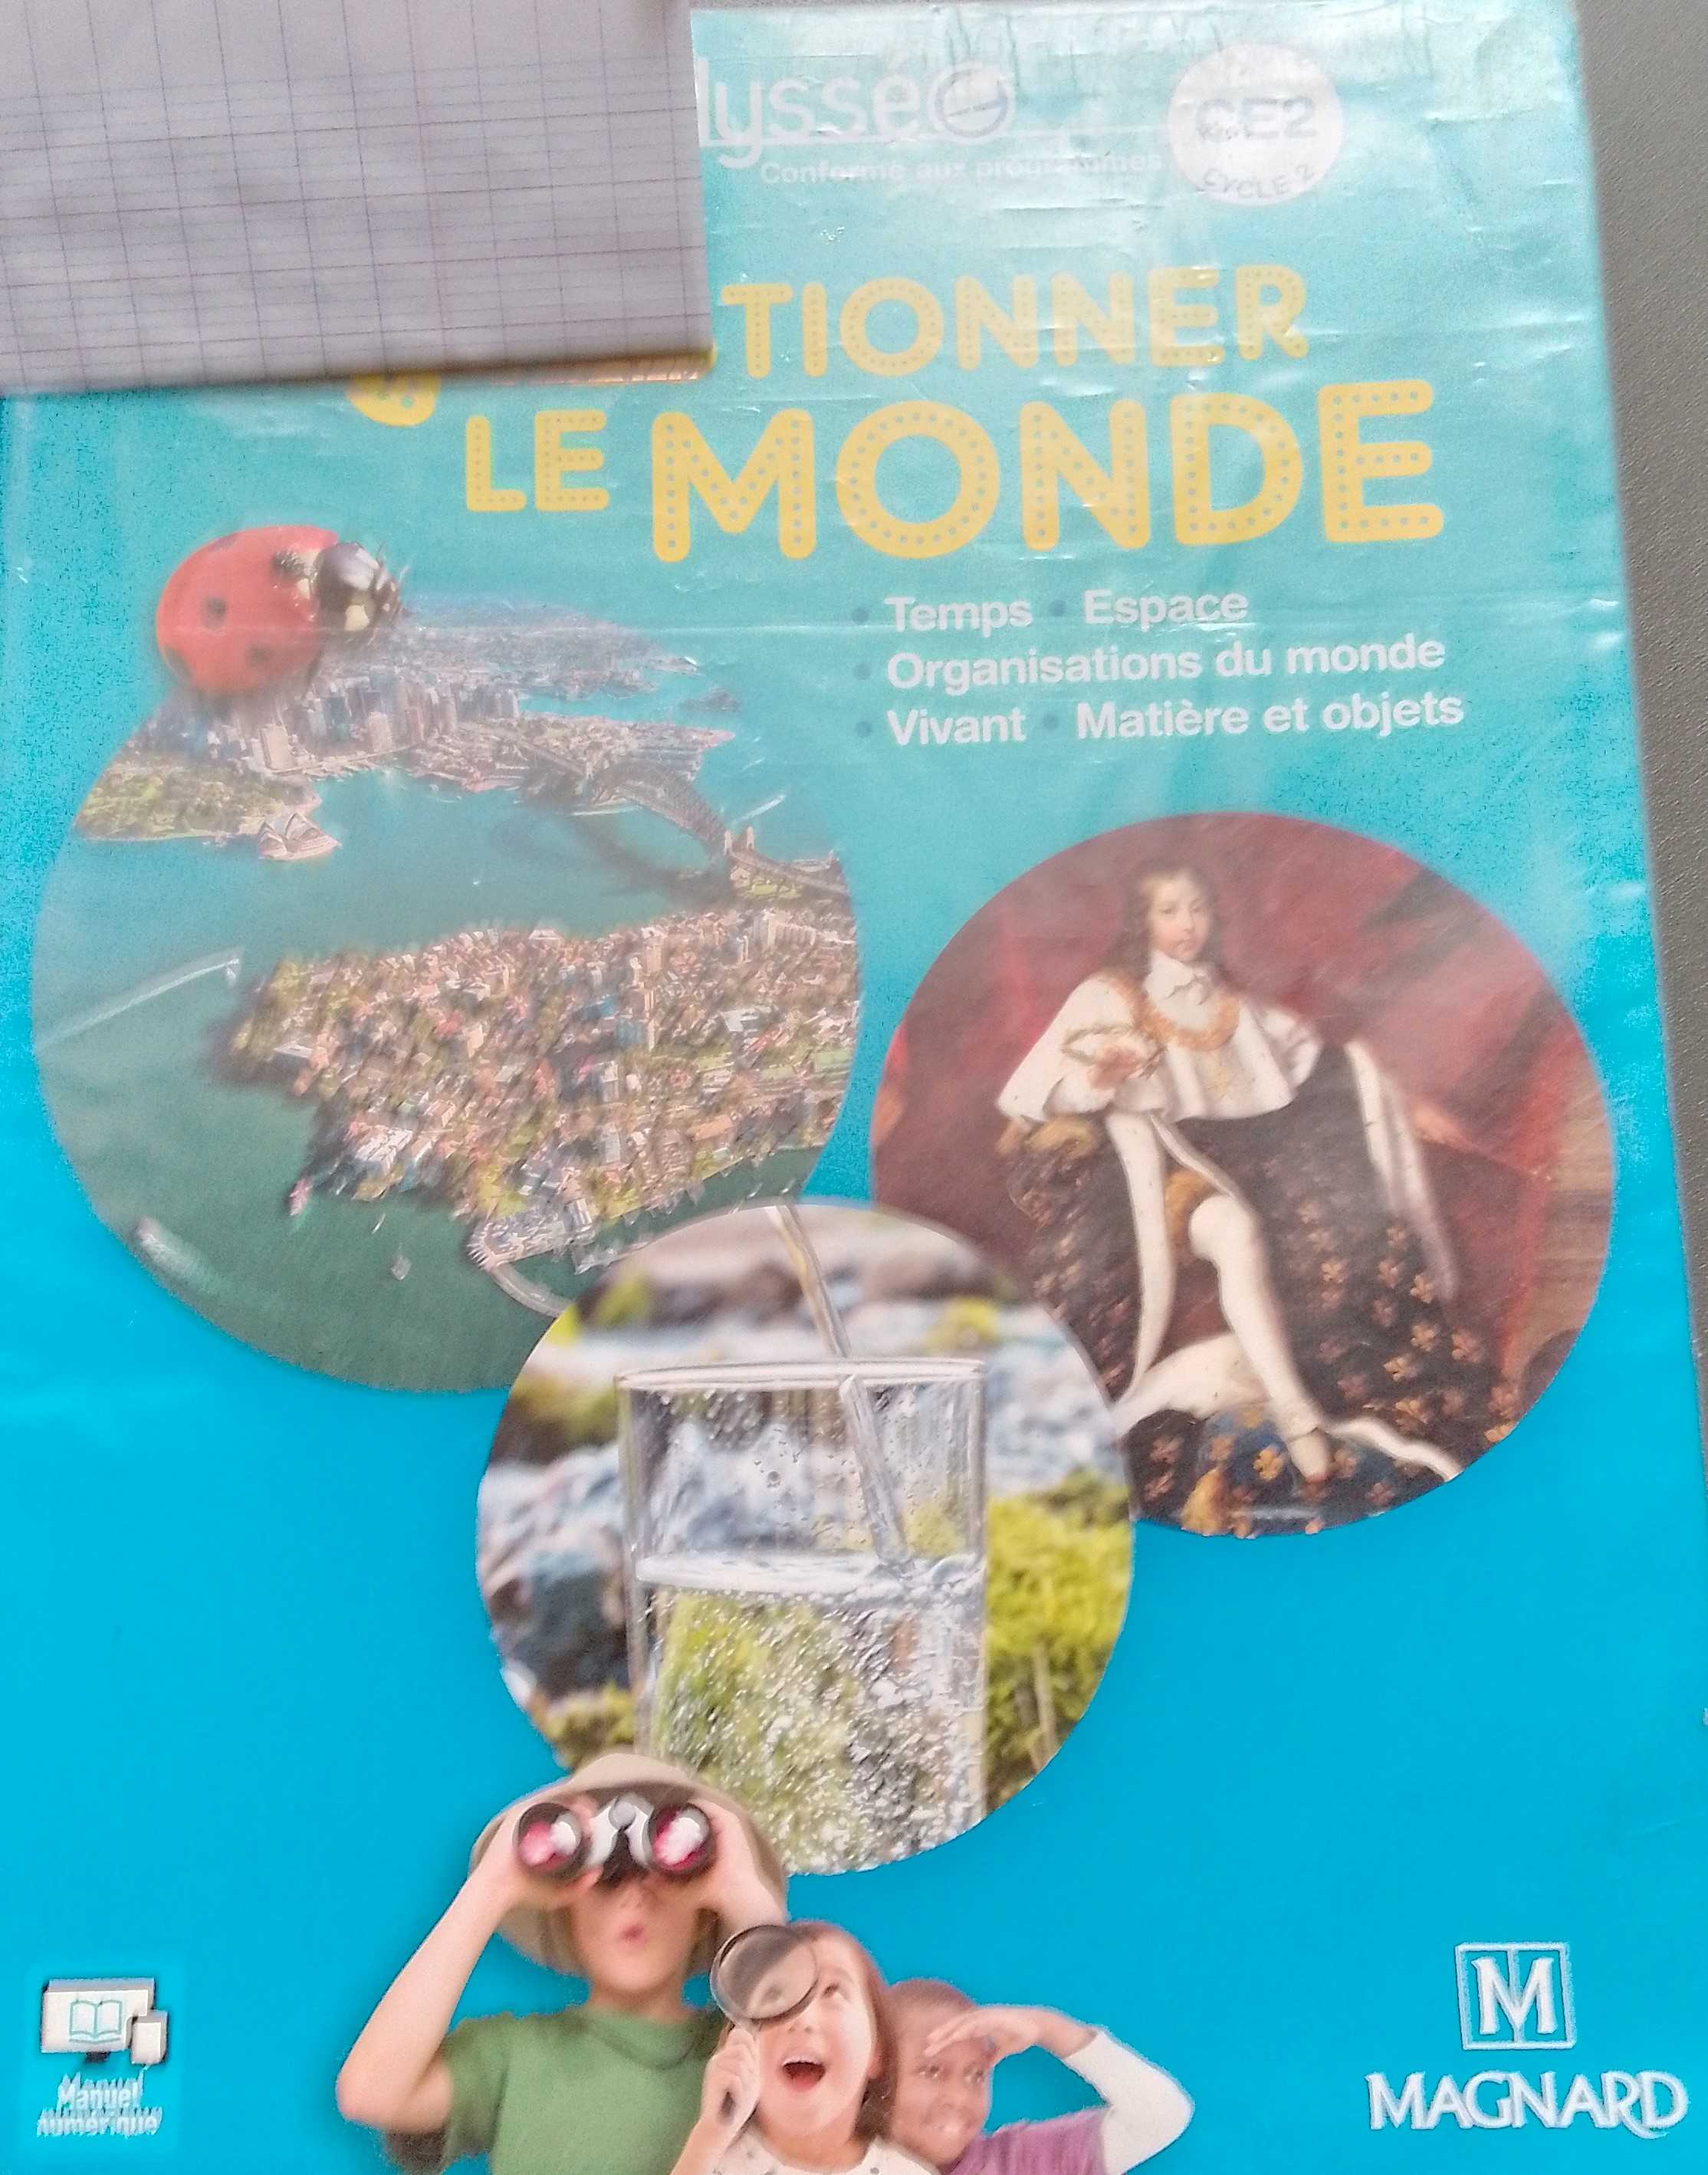 lysséo
CE2
Conforme aux programmes
CYCLE 2
TIONNER
LE MONDE
• Temps • Espace
• Organisations du monde
• Vivant • Matière et objets
Manuel
numérique
M
MAGNARD